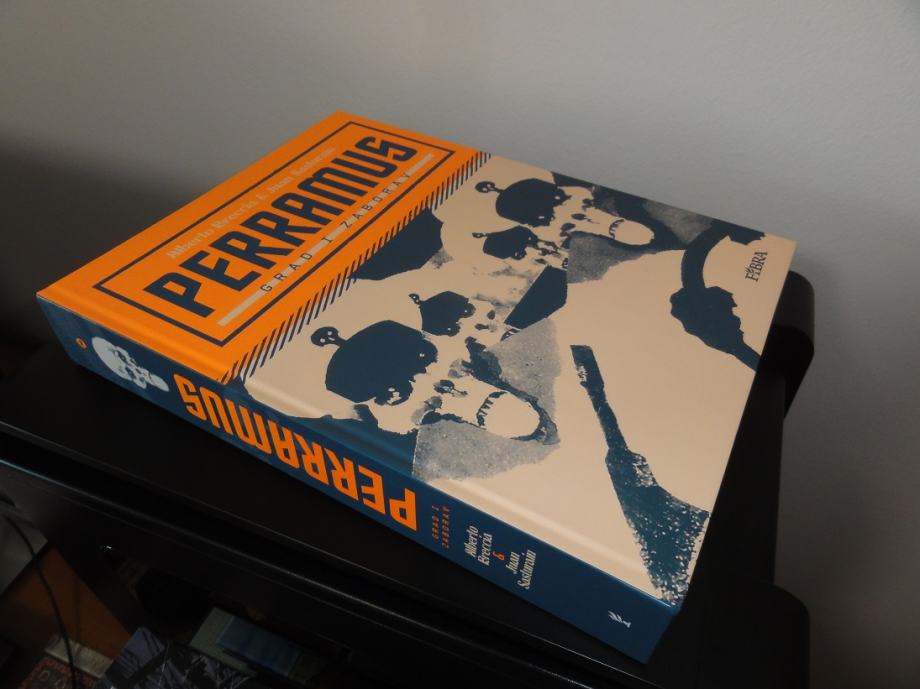 Alberto Breccia & Juan Sasturain
PERRAMUS
GRAD I ZABORAV
FIBRA
PERRAMUS
GRAD I
ZABORAV
Alberto
Breccia
&
Juan
Sasturain